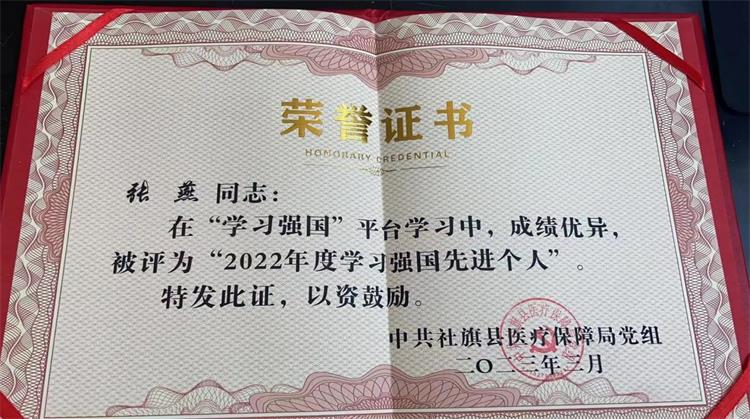 荣誉证书
HONORARY CREDENTIAL
张 燕 同志：
在“学习强国”平台学习中，成绩优异，
被评为“2022年度学习强国先进个人”。
特发此证，以资鼓励。
中共社旗县医疗保障局党组
二〇二三年三月